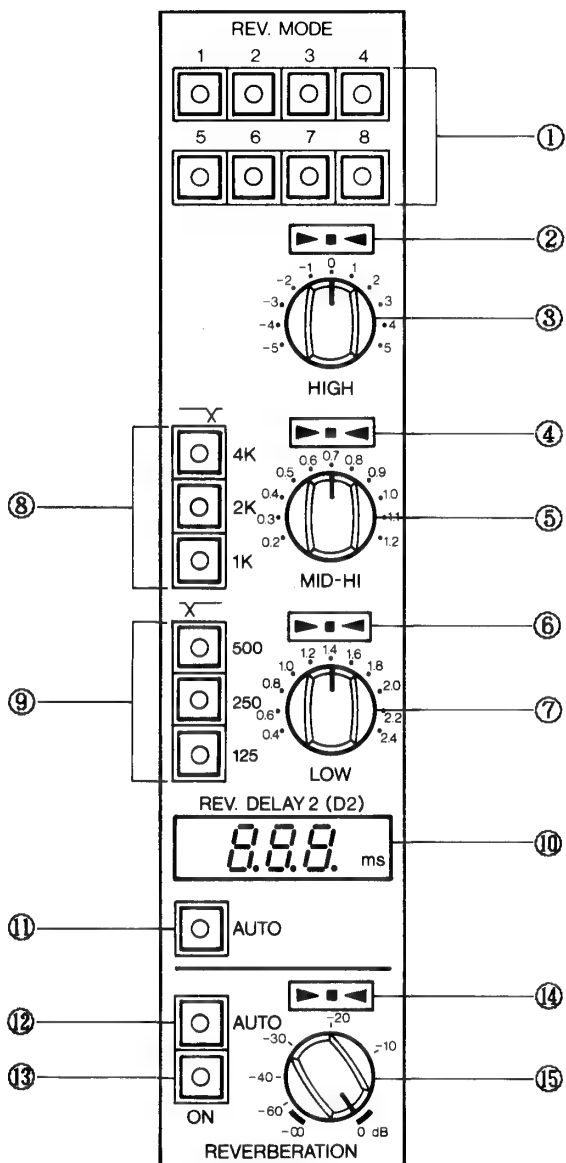 REV. MODE
1 2 3 4
①
5 6 7 8
②
-5 -4 -3 -2 -1 0 1 2 3 4 5
③
HIGH
④
⑧
4K
2K
1K
0.2 0.3 0.4 0.5 0.6 0.7 0.8 0.9 1.0 1.1 1.2
⑤
MID-HI
⑥
⑨
500
250
125
0.4 0.6 0.8 1.0 1.2 1.4 1.6 1.8 2.0 2.2 2.4
⑦
LOW
REV. DELAY 2 (D2)
8.8.8. ms
⑩
⑪
AUTO
⑭
⑫
AUTO
⑬
ON
-∞ -60 -40 -30 -20 -10 0 dB
⑮
REVERBERATION